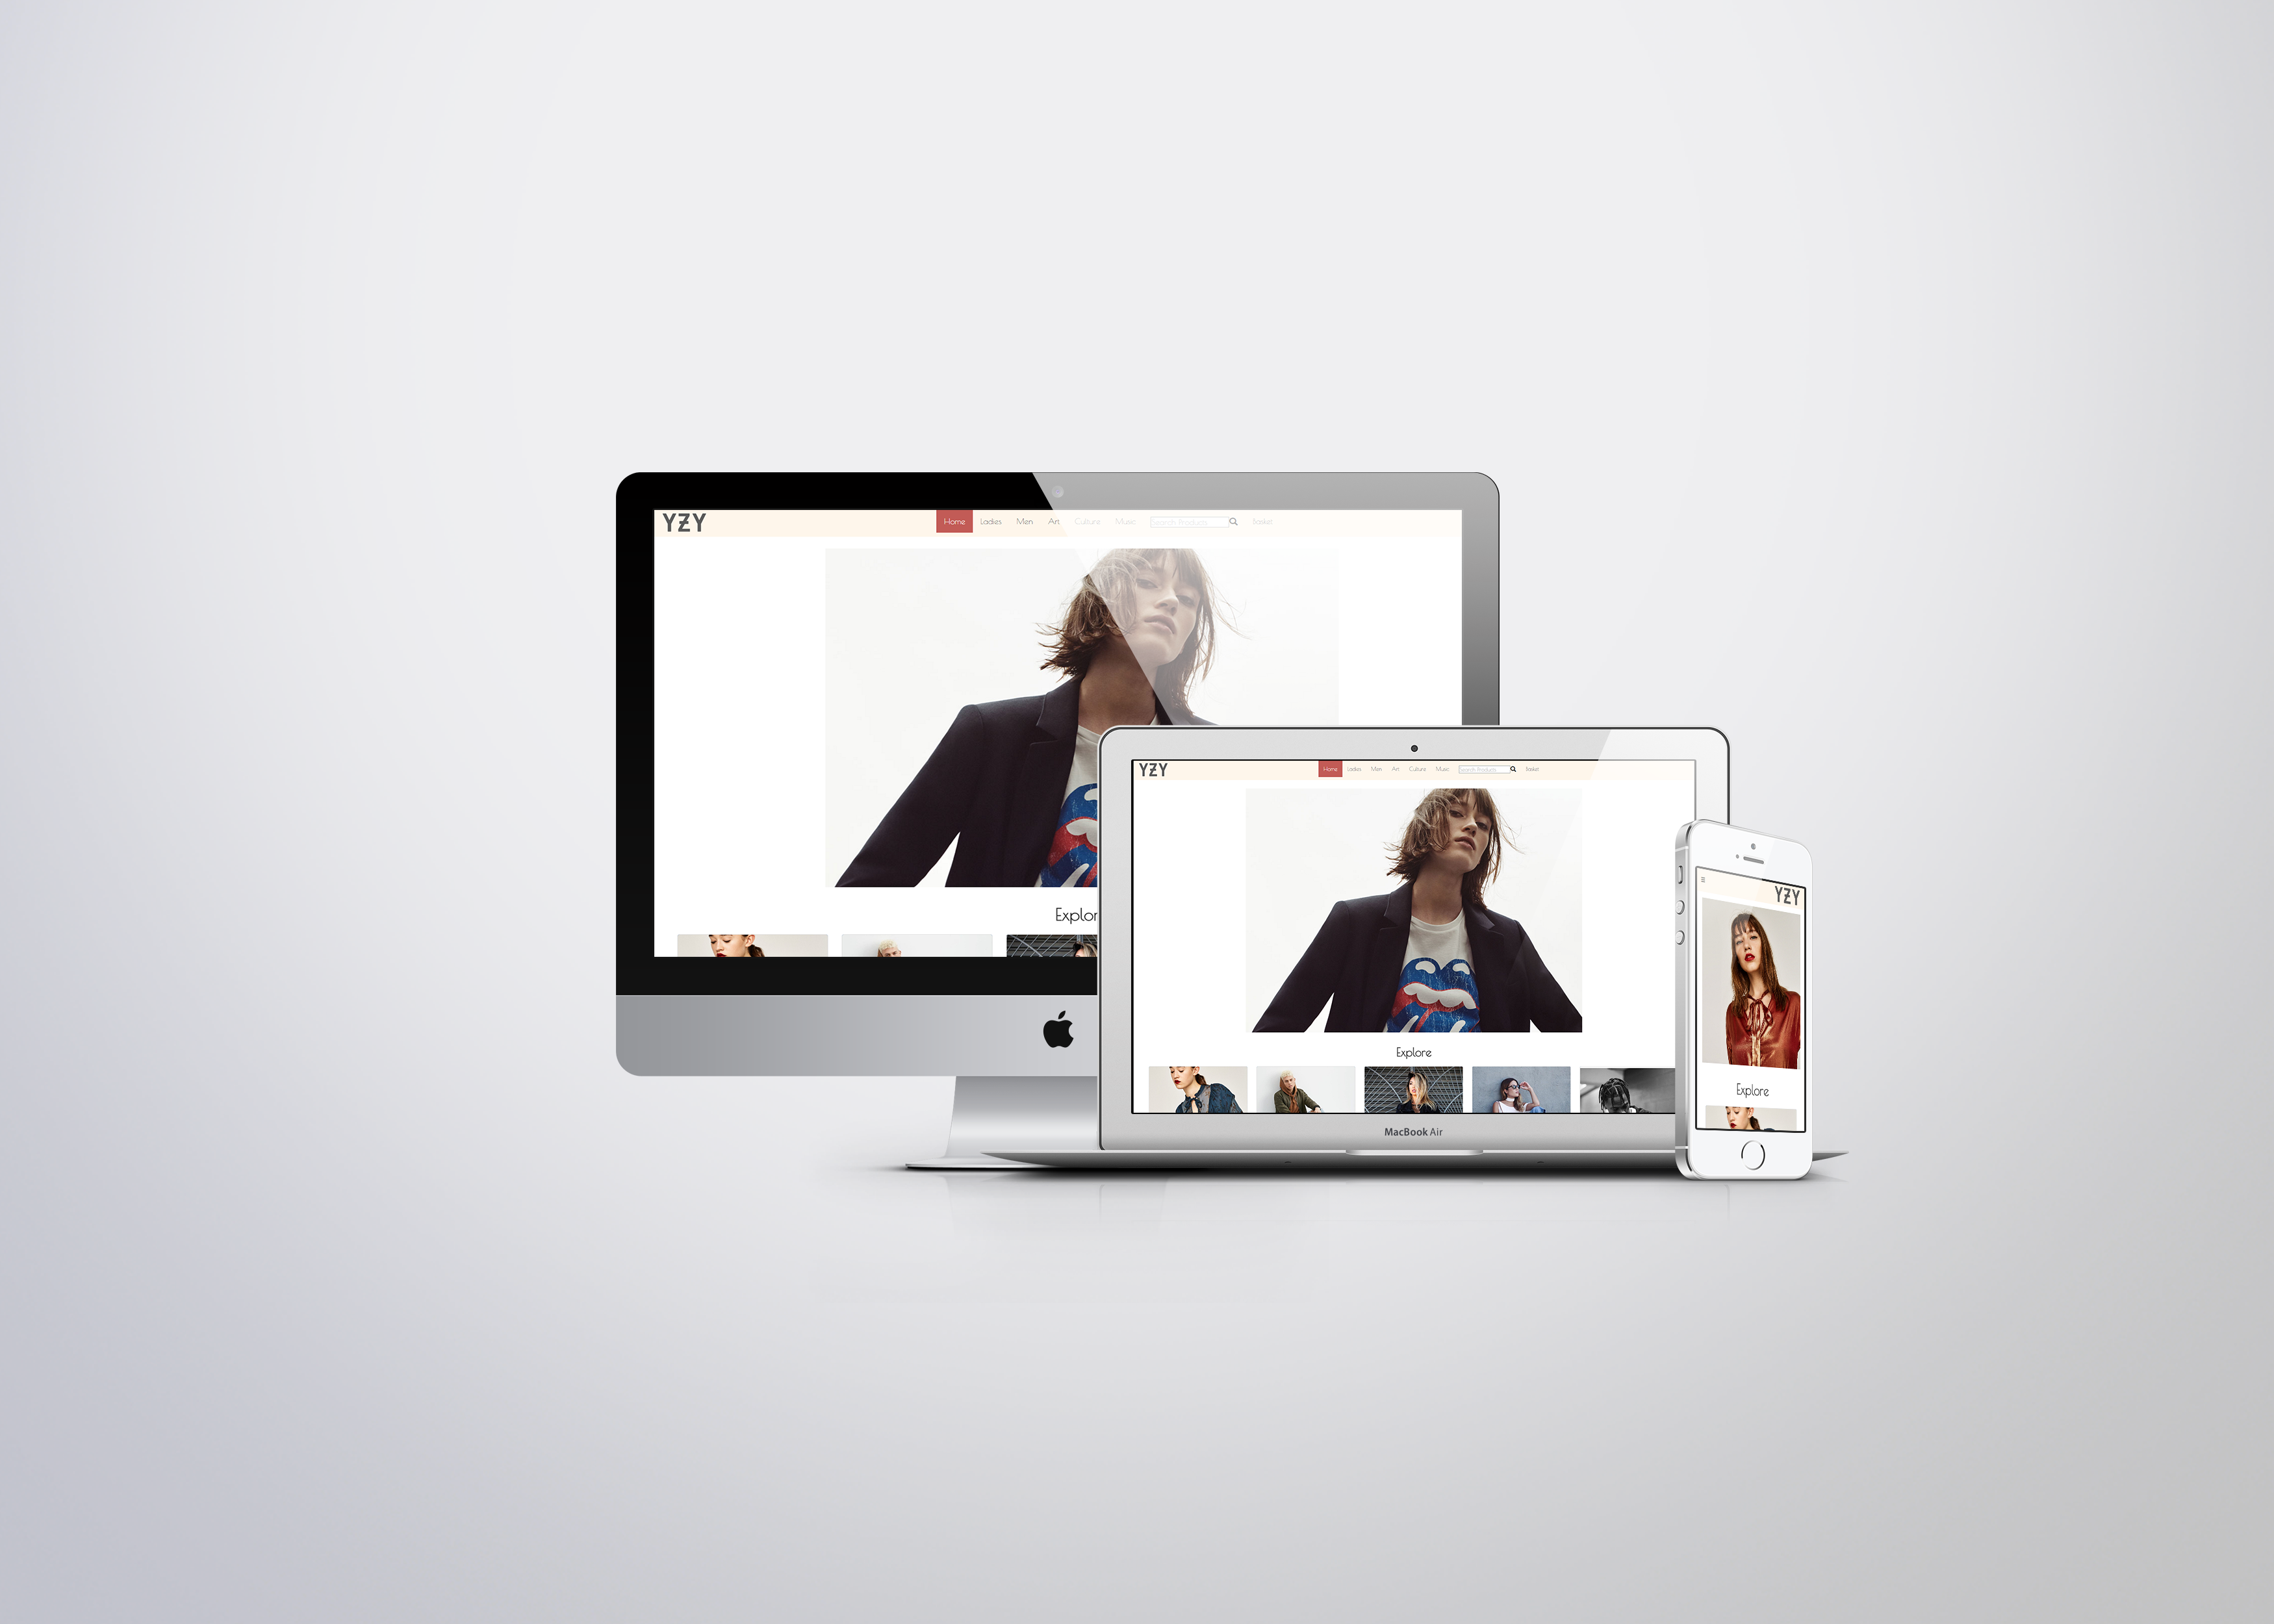 YZY Home Ladies Men Art Culture Music Search Products Basket
Explor
YZY Home Ladies Men Art Culture Music Search Products Basket
Explore
MacBook Air
YZY
Explore